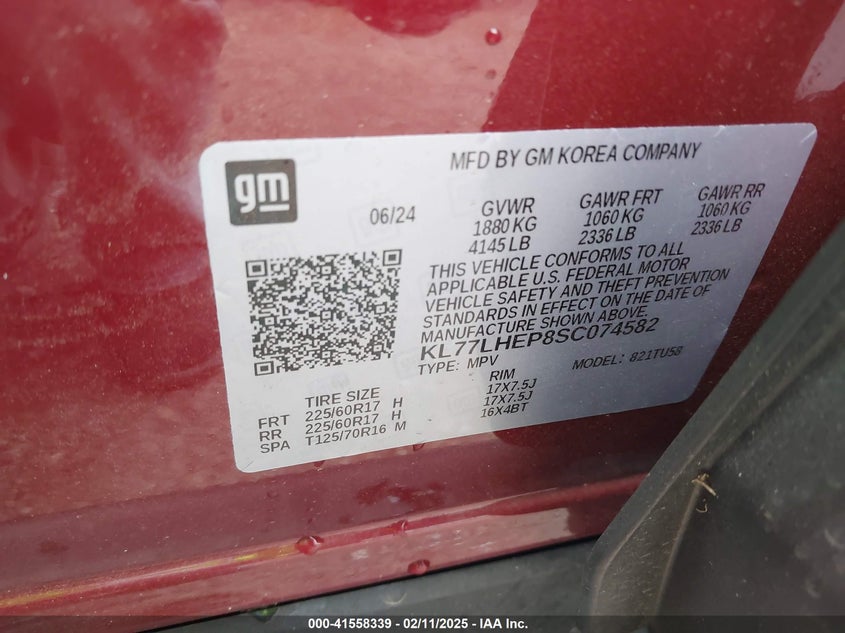 gm
MFD BY GM KOREA COMPANY
06/24
GVWR GAWR FRT GAWR RR
1880 KG 1060 KG 1060 KG
4145 LB 2336 LB 2336 LB
THIS VEHICLE CONFORMS TO ALL
APPLICABLE U.S. FEDERAL MOTOR
VEHICLE SAFETY AND THEFT PREVENTION
STANDARDS IN EFFECT ON THE DATE OF
MANUFACTURE SHOWN ABOVE.
KL77LHEP8SC074582
TYPE: MPV MODEL: 821TU58
TIRE SIZE RIM
FRT 225/60R17 H 17X7.5J
RR 225/60R17 H 17X7.5J
SPA T125/70R16 M 16X4BT
000-41558339 — 02/11/2025 — IAA Inc.